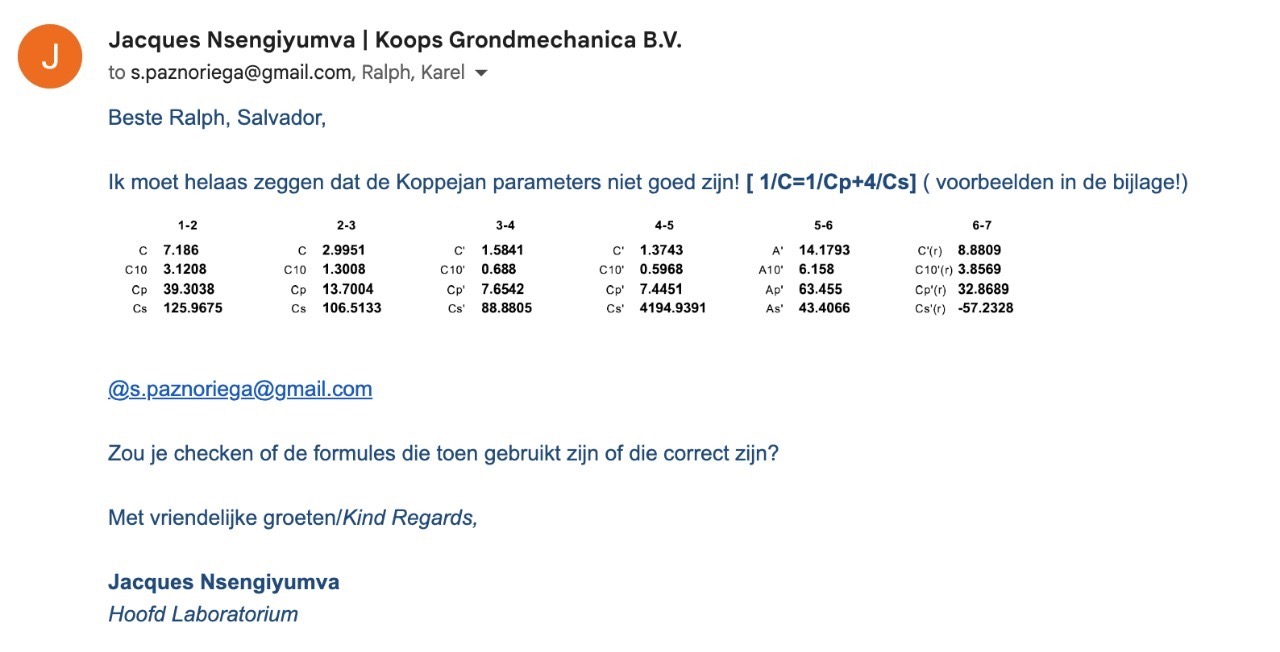 J
Jacques Nsengiyumva | Koops Grondmechanica B.V.
to s.paznoriega@gmail.com, Ralph, Karel
Beste Ralph, Salvador,
Ik moet helaas zeggen dat de Koppejan parameters niet goed zijn! [ 1/C=1/Cp+4/Cs] ( voorbeelden in de bijlage!)
1-2 2-3 3-4 4-5 5-6 6-7
C 7.186 C 2.9951 C' 1.5841 C' 1.3743 A' 14.1793 C'(r) 8.8809
C10 3.1208 C10 1.3008 C10' 0.688 C10' 0.5968 A10' 6.158 C10'(r) 3.8569
Cp 39.3038 Cp 13.7004 Cp' 7.6542 Cp' 7.4451 Ap' 63.455 Cp'(r) 32.8689
Cs 125.9675 Cs 106.5133 Cs' 88.8805 Cs' 4194.9391 As' 43.4066 Cs'(r) -57.2328
@s.paznoriega@gmail.com
Zou je checken of de formules die toen gebruikt zijn of die correct zijn?
Met vriendelijke groeten/Kind Regards,
Jacques Nsengiyumva
Hoofd Laboratorium